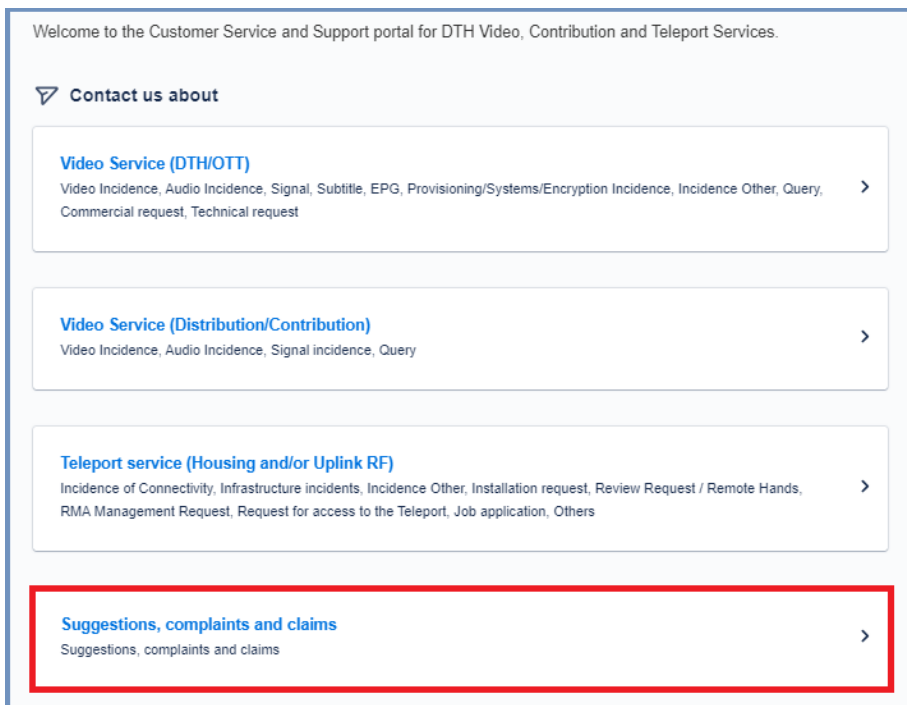 Welcome to the Customer Service and Support portal for DTH Video, Contribution and Teleport Services.
Contact us about
Video Service (DTH/OTT)
Video Incidence, Audio Incidence, Signal, Subtitle, EPG, Provisioning/Systems/Encryption Incidence, Incidence Other, Query,
Commercial request, Technical request
Video Service (Distribution/Contribution)
Video Incidence, Audio Incidence, Signal incidence, Query
Teleport service (Housing and/or Uplink RF)
Incidence of Connectivity, Infrastructure incidents, Incidence Other, Installation request, Review Request / Remote Hands,
RMA Management Request, Request for access to the Teleport, Job application, Others
Suggestions, complaints and claims
Suggestions, complaints and claims